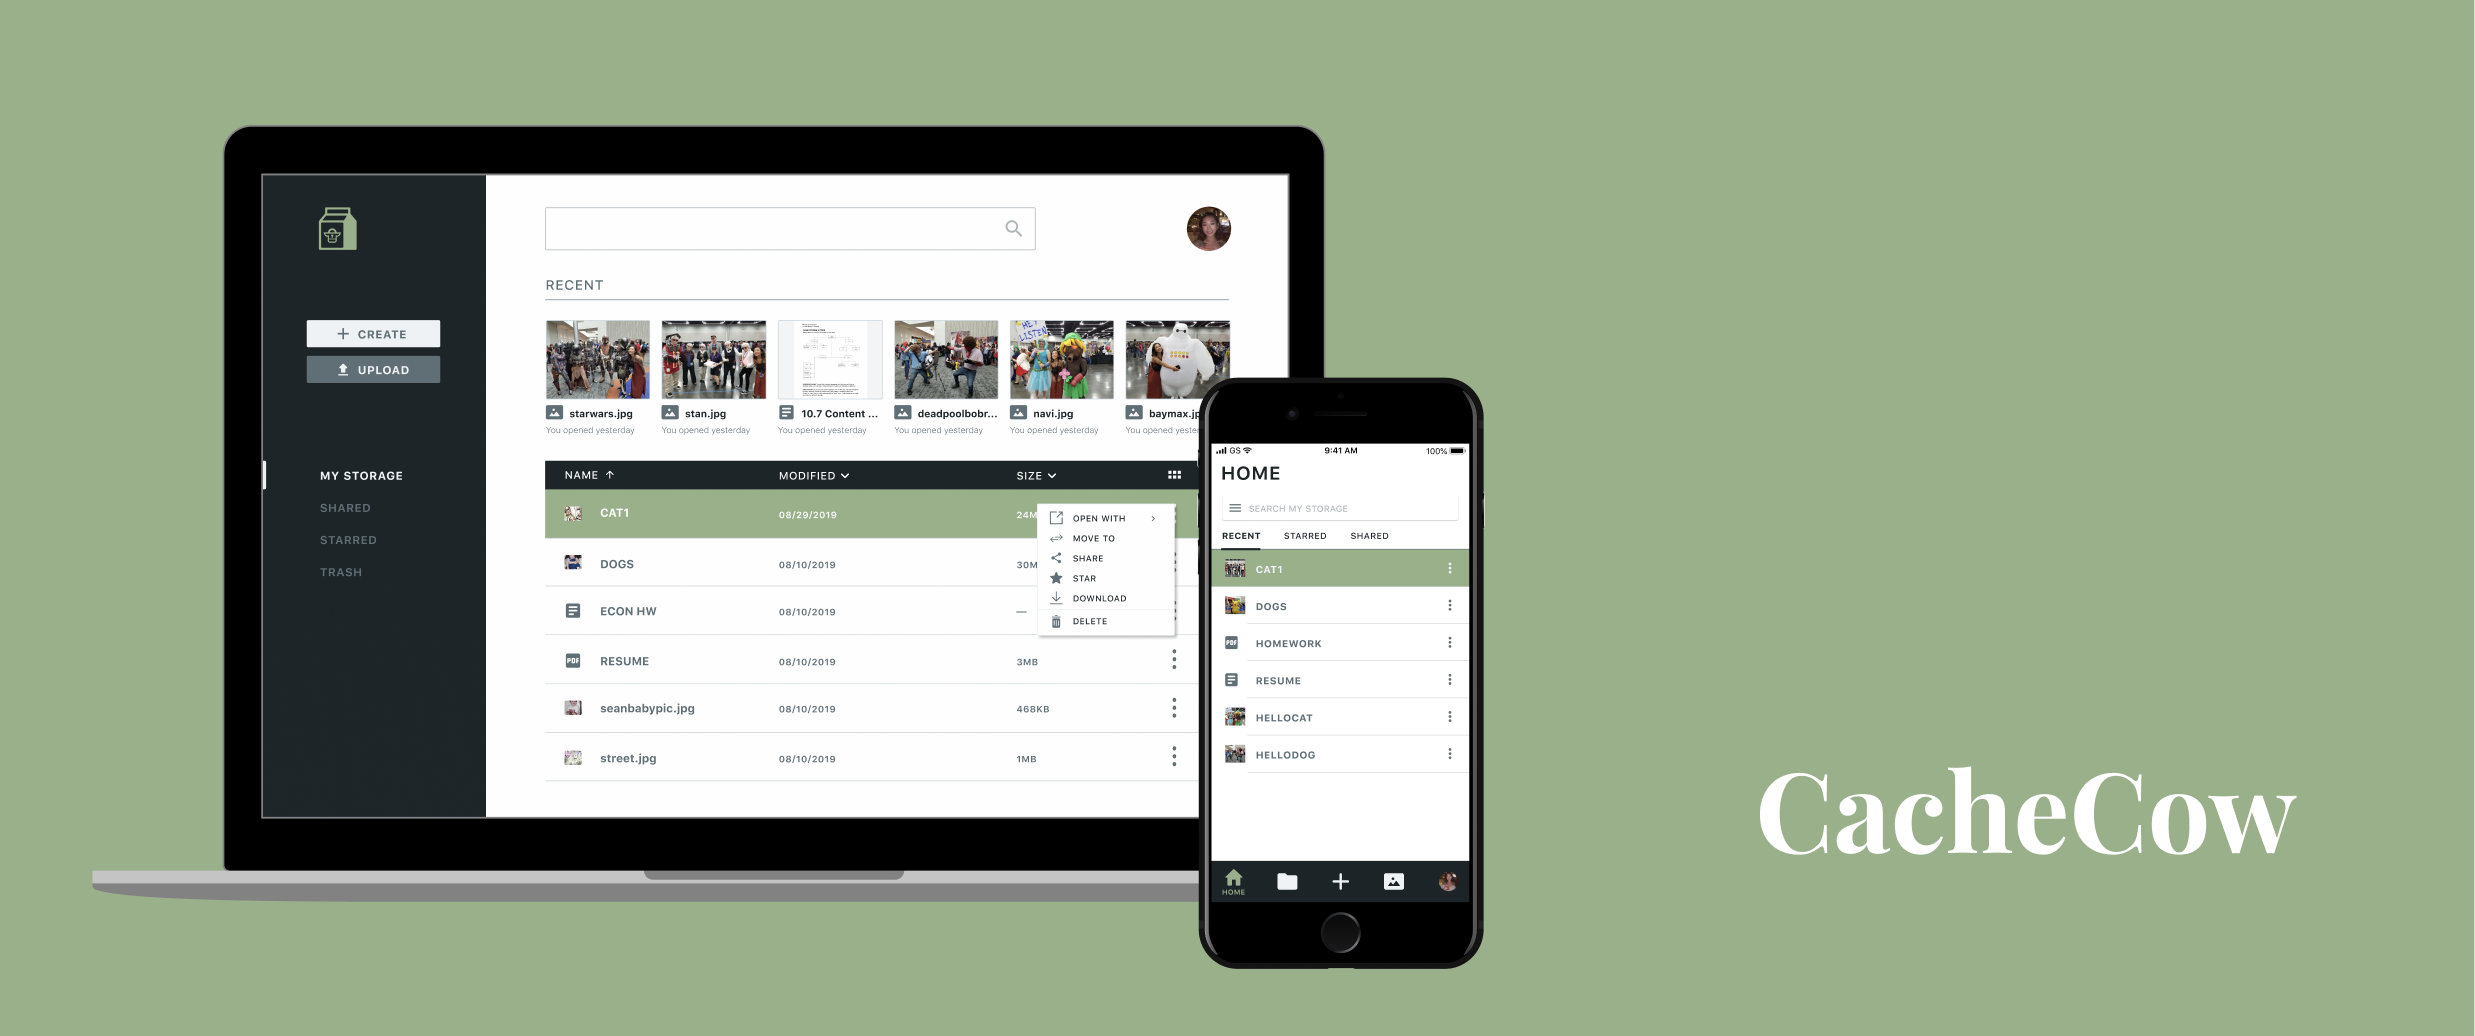 RECENT
CREATE
UPLOAD
HEY
LISTEN
starwars.jpg
stan.jpg
10.7 Content ...
deadpoolbobr...
navi.jpg
baymax.jp
You opened yesterday
You opened yesterday
You opened yesterday
You opened yesterday
You opened yesterday
You opened yester
MY STORAGE
SHARED
STARRED
TRASH
NAME MODIFIED SIZE
CAT1 08/29/2019 24M
DOGS 08/10/2019 30M
ECON HW 08/10/2019 —
PDF RESUME 08/10/2019 3MB
seanbabypic.jpg 08/10/2019 468KB
street.jpg 08/10/2019 1MB
OPEN WITH
MOVE TO
SHARE
STAR
DOWNLOAD
DELETE
GS 9:41 AM 100%
HOME
SEARCH MY STORAGE
RECENT STARRED SHARED
CAT1
DOGS
PDF HOMEWORK
RESUME
HELLOCAT
HELLODOG
HOME
CacheCow